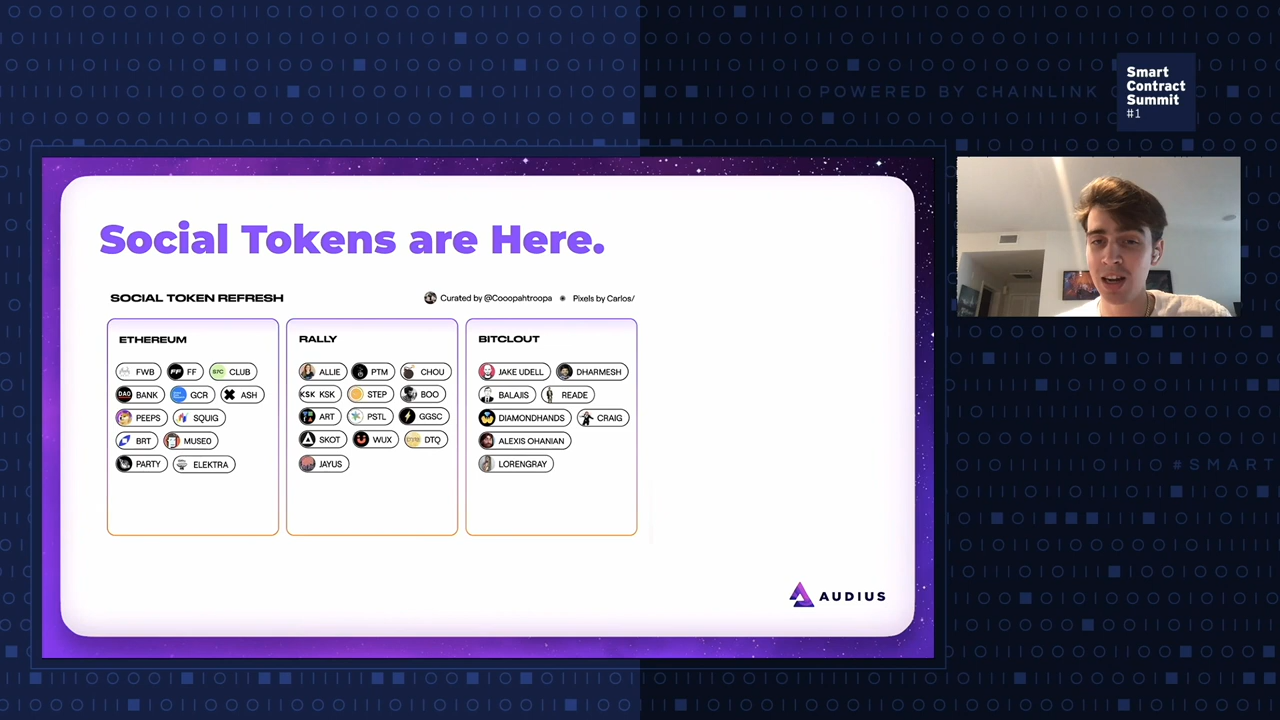 Smart
Contract
Summit
#1
POWERED BY CHAINLINK
Social Tokens are Here.
SOCIAL TOKEN REFRESH
Curated by @Cooopahtroopa
Pixels by Carlos/
ETHEREUM
FWB FF CLUB
BANK GCR ASH
PEEPS SQUIG
BRT MUSE0
PARTY ELEKTRA
RALLY
ALLIE PTM CHOU
KSK KSK STEP BOO
ART PSTL GGSC
SKOT WUX DTQ
JAYUS
BITCLOUT
JAKE UDELL DHARMESH
BALAJIS READE
DIAMONDHANDS CRAIG
ALEXIS OHANIAN
LORENGRAY
AUDIUS
#SMART